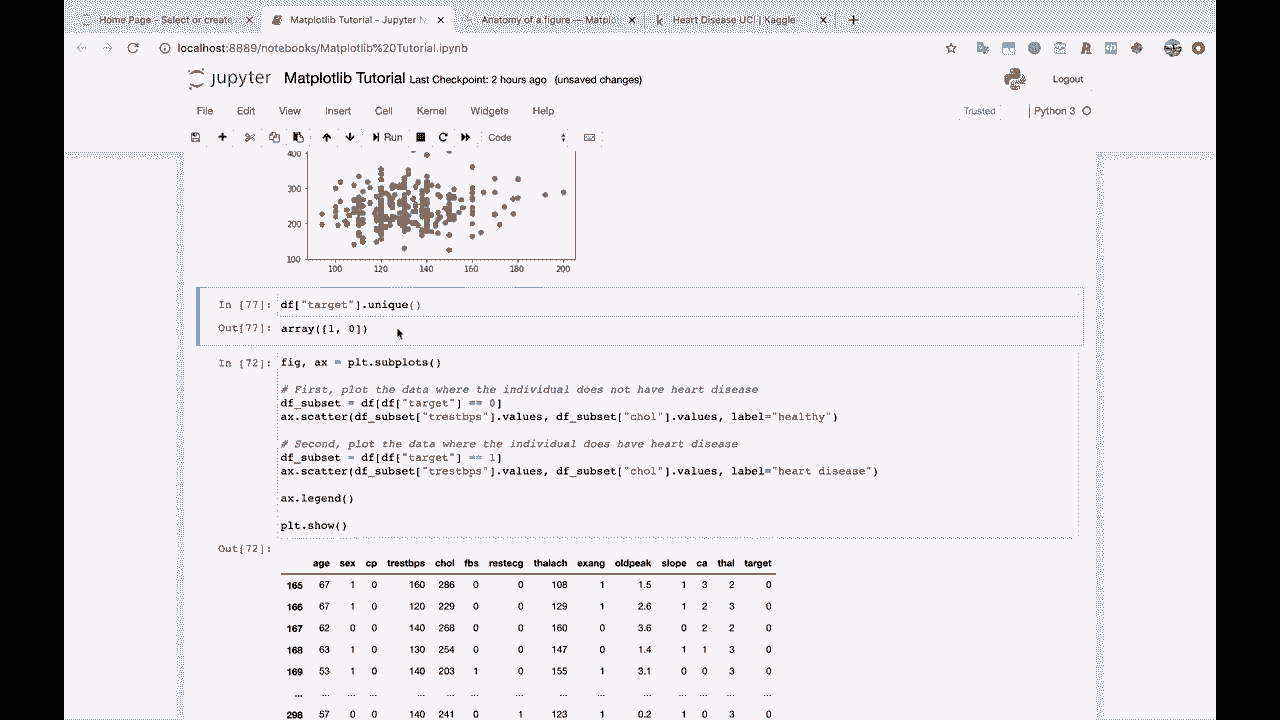 Home Page - Select or create
Matplotlib Tutorial - Jupyter N
Anatomy of a figure — Matplo
Heart Disease UCI | Kaggle
localhost:8889/notebooks/Matplotlib%20Tutorial.ipynb
jupyter Matplotlib Tutorial Last Checkpoint: 2 hours ago (unsaved changes) Logout
File Edit View Insert Cell Kernel Widgets Help Trusted Python 3
Run Code
400
300
200
100
100 120 140 160 180 200
In [77]: df["target"].unique()
Out[77]: array([1, 0])
In [72]: fig, ax = plt.subplots()
# First, plot the data where the individual does not have heart disease
df_subset = df[df["target"] == 0]
ax.scatter(df_subset["trestbps"].values, df_subset["chol"].values, label="healthy")
# Second, plot the data where the individual does have heart disease
df_subset = df[df["target"] == 1]
ax.scatter(df_subset["trestbps"].values, df_subset["chol"].values, label="heart disease")
ax.legend()
plt.show()
Out[72]:
age sex cp trestbps chol fbs restecg thalach exang oldpeak slope ca thal target
165 67 1 0 160 286 0 0 108 1 1.5 1 3 2 0
166 67 1 0 120 229 0 0 129 1 2.6 1 2 3 0
167 62 0 0 140 268 0 0 160 0 3.6 0 2 2 0
168 63 1 0 130 254 0 0 147 0 1.4 1 1 3 0
169 53 1 0 140 203 1 0 155 1 3.1 0 0 3 0
... ... ... ... ... ... ... ... ... ... ... ... ... ... ...
298 57 0 0 140 241 0 1 123 1 0.2 1 0 3 0